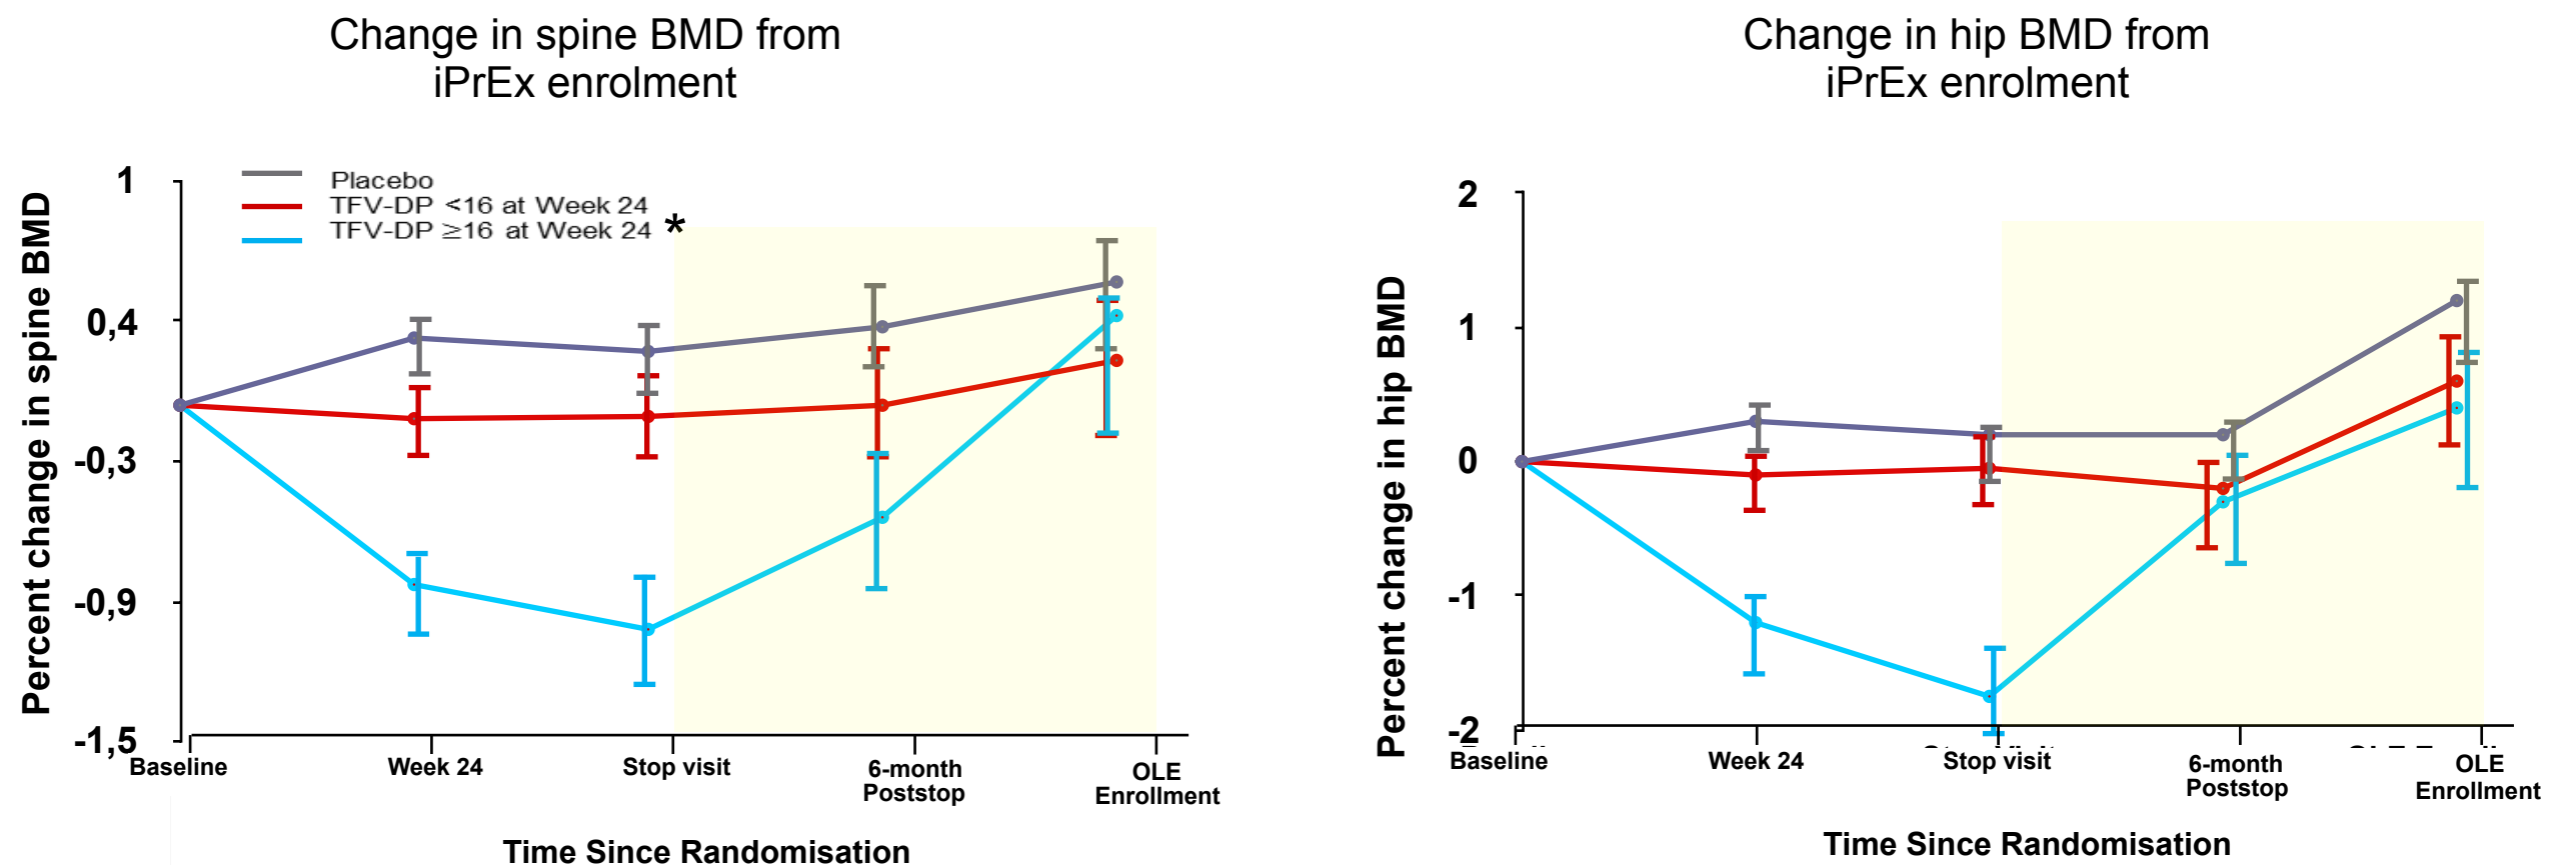 Change in spine BMD from
iPrEx enrolment
Percent change in spine BMD
1
0,4
-0,3
-0,9
-1,5
Placebo
TFV-DP <16 at Week 24
TFV-DP ≥16 at Week 24 *
Baseline
Week 24
Stop visit
6-month
Poststop
OLE
Enrollment
Time Since Randomisation
Change in hip BMD from
iPrEx enrolment
Percent change in hip BMD
2
1
0
-1
-2
Baseline
Week 24
Stop visit
6-month
Poststop
OLE
Enrollment
Time Since Randomisation